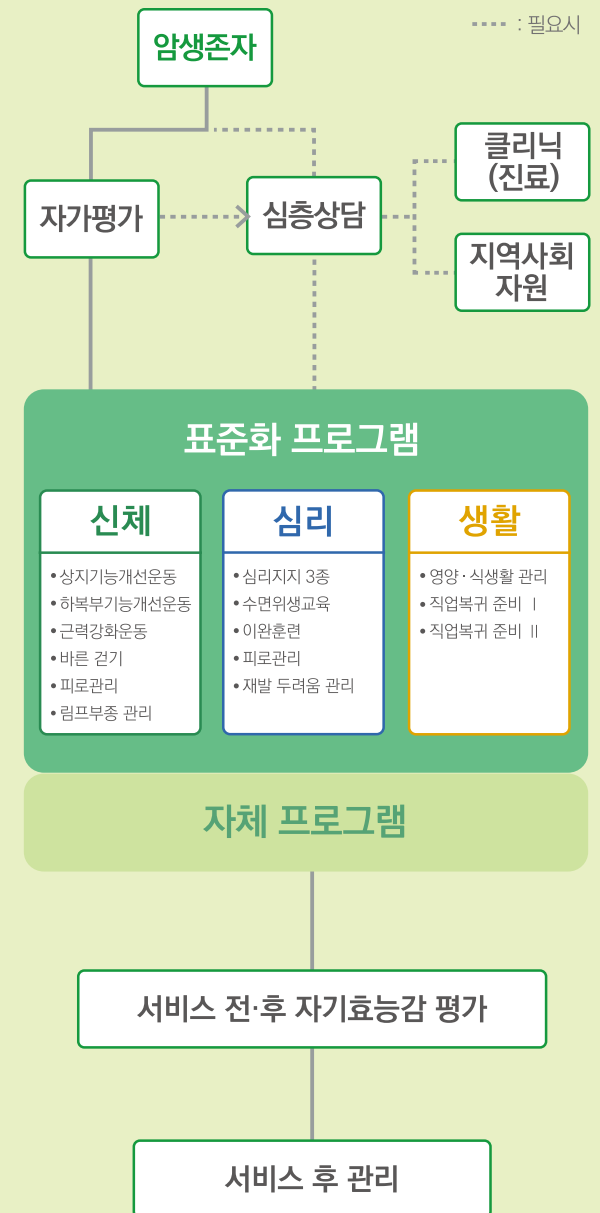 암생존자
: 필요시
클리닉
(진료)
자가평가
심층상담
지역사회
자원
표준화 프로그램
신체
• 상지기능개선운동
• 하복부기능개선운동
• 근력강화운동
• 바른 걷기
• 피로관리
• 림프부종 관리
심리
• 심리지지 3종
• 수면위생교육
• 이완훈련
• 피로관리
• 재발 두려움 관리
생활
• 영양 · 식생활 관리
• 직업복귀 준비 Ⅰ
• 직업복귀 준비 Ⅱ
자체 프로그램
서비스 전·후 자기효능감 평가
서비스 후 관리